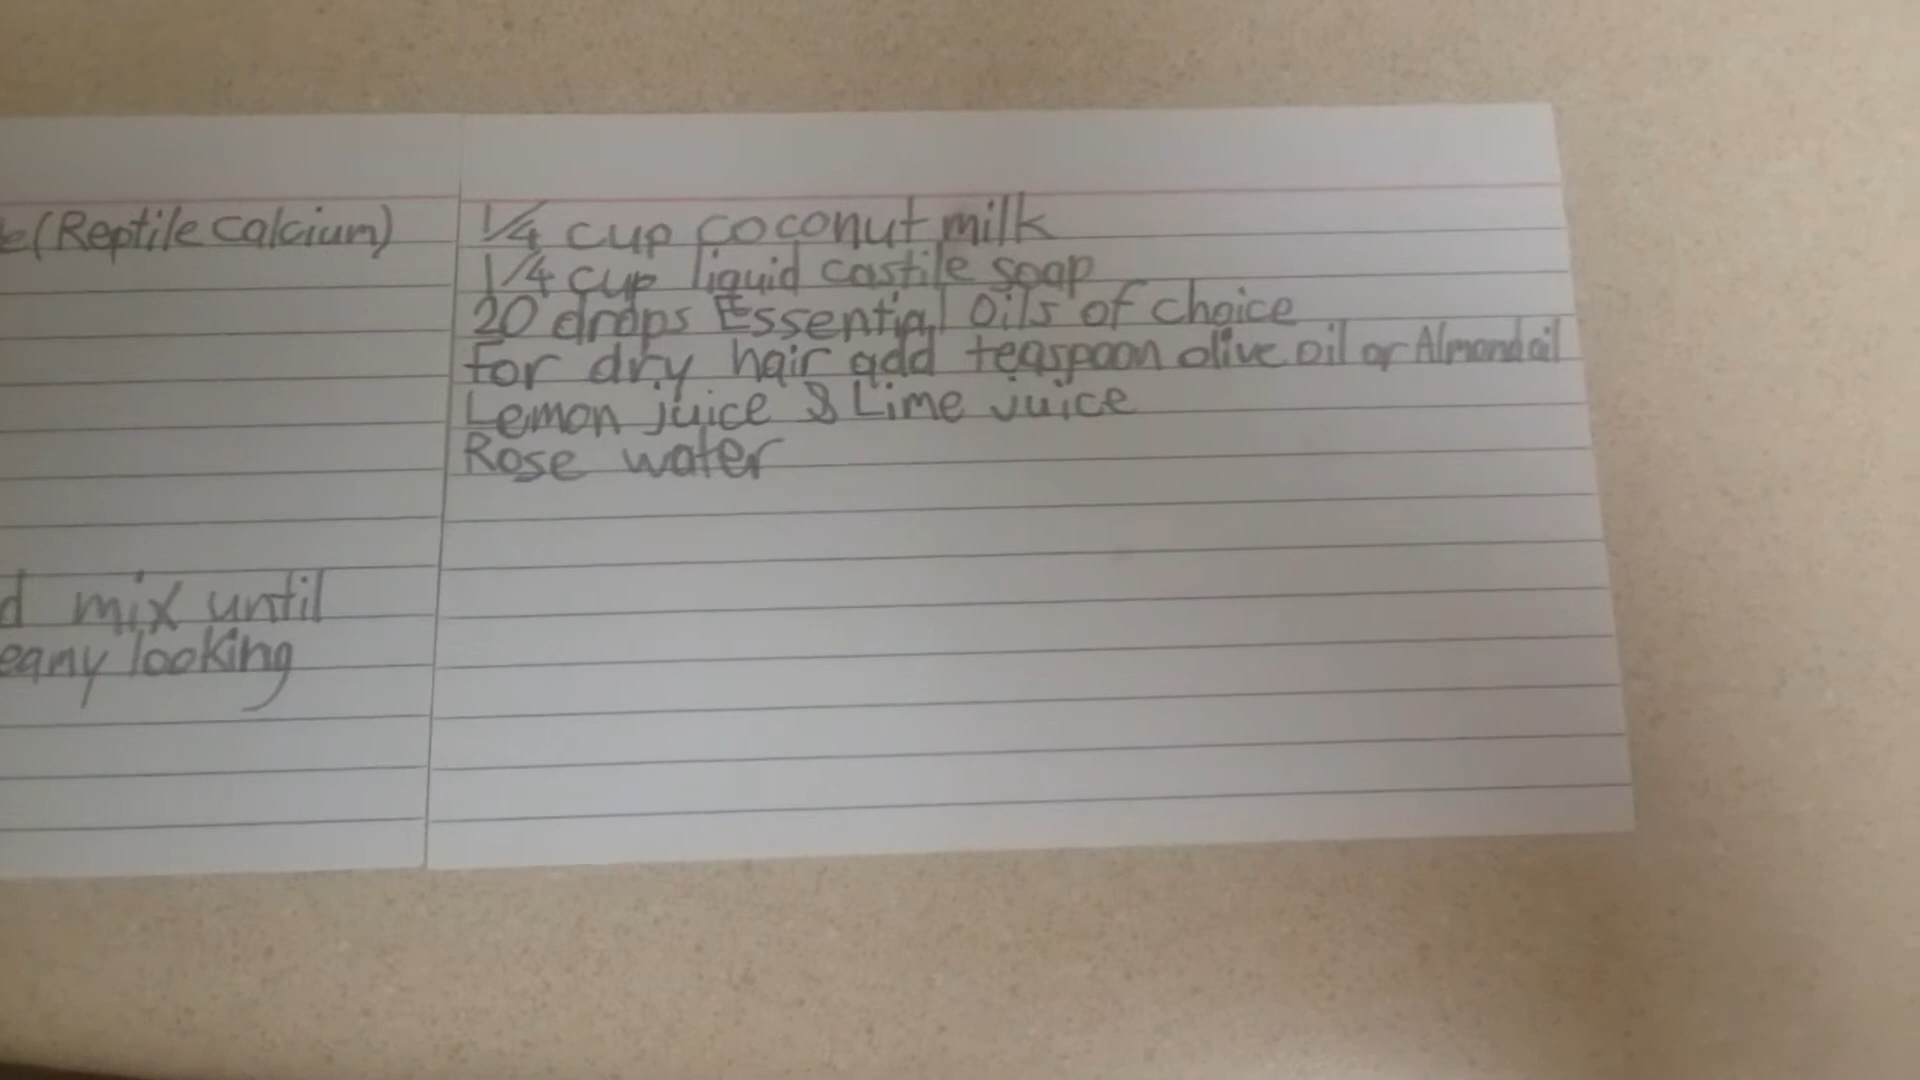 e (Reptile calcium)
d mix until
eamy looking
1/4 cup coconut milk
1/4 cup liquid castile soap
20 drops Essential Oils of choice
for dry hair add teaspoon olive oil or Almond oil
Lemon juice & Lime juice
Rose water